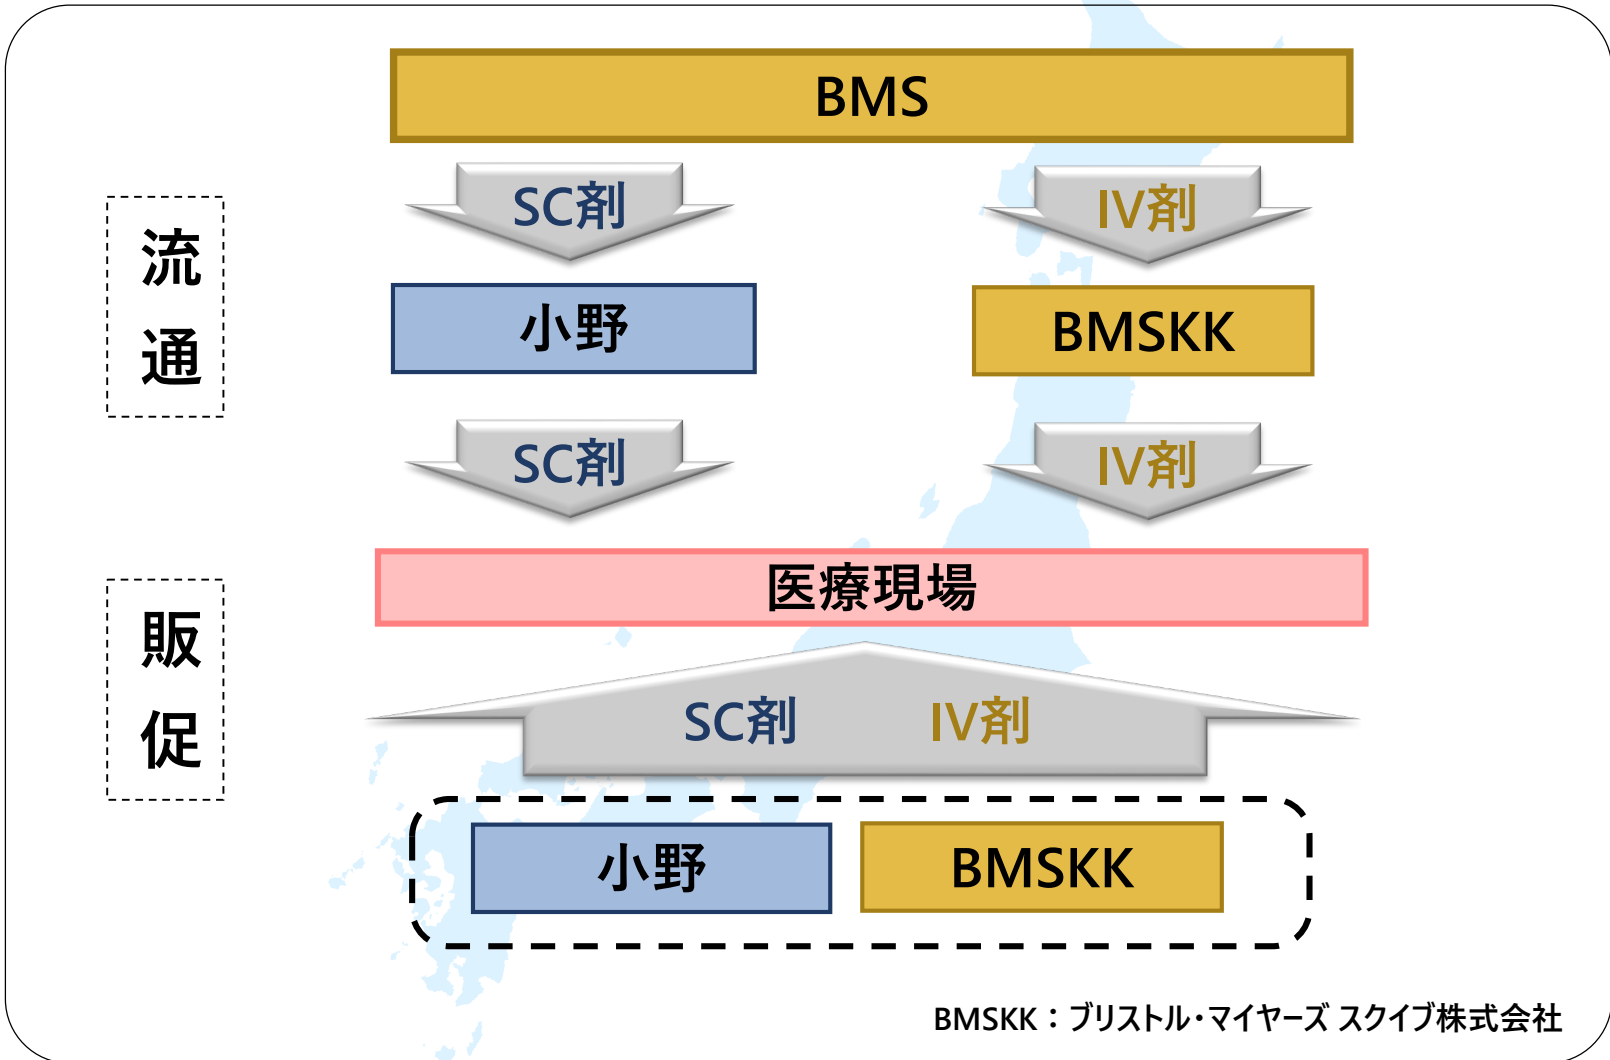 BMS
SC剤 IV剤
流通
小野 BMSKK
SC剤 IV剤
医療現場
販促
SC剤 IV剤
小野 BMSKK
BMSKK：ブリストル・マイヤーズ スクイブ株式会社